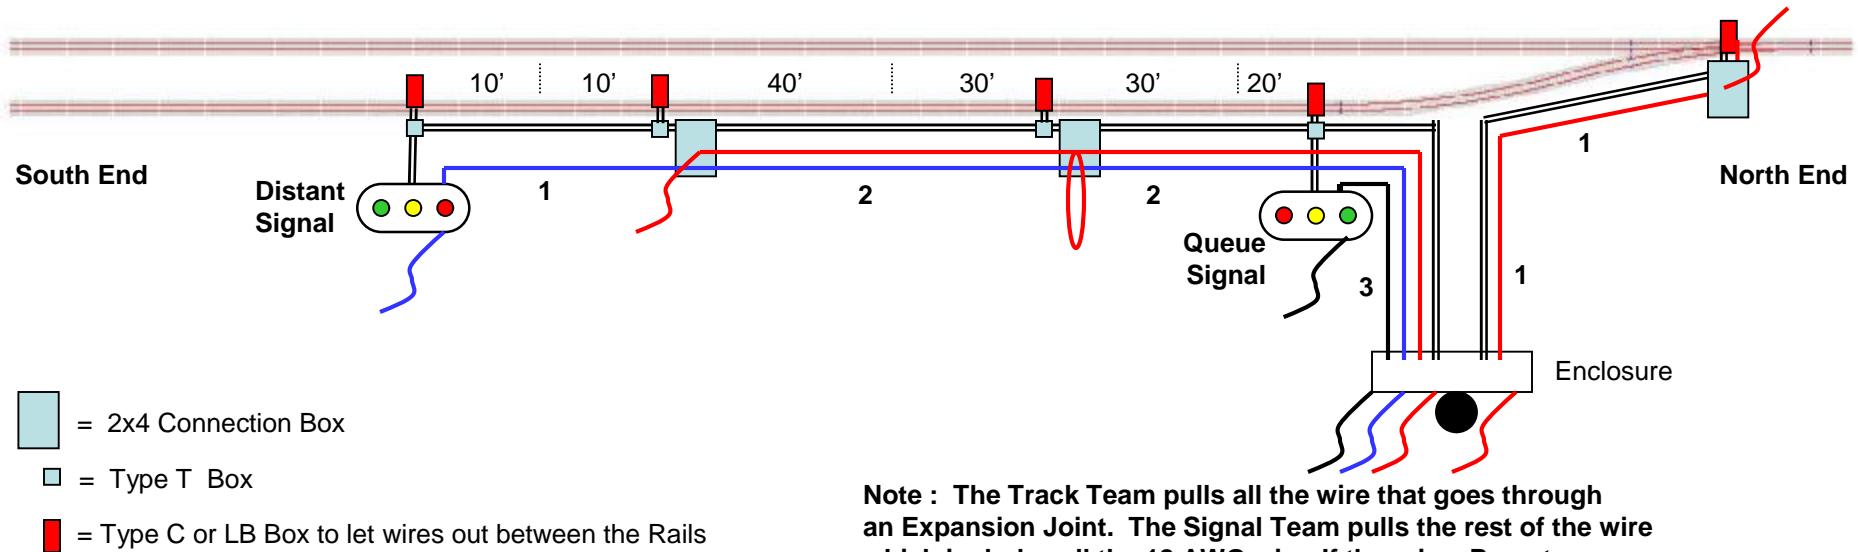 10’ 10’ 40’ 30’ 30’ 20’
South End
Distant
Signal
1
2
2
Queue
Signal
3
1
1
North End
Enclosure
= 2x4 Connection Box
= Type T Box
= Type C or LB Box to let wires out between the Rails
Note : The Track Team pulls all the wire that goes through
an Expansion Joint. The Signal Team pulls the rest of the wire